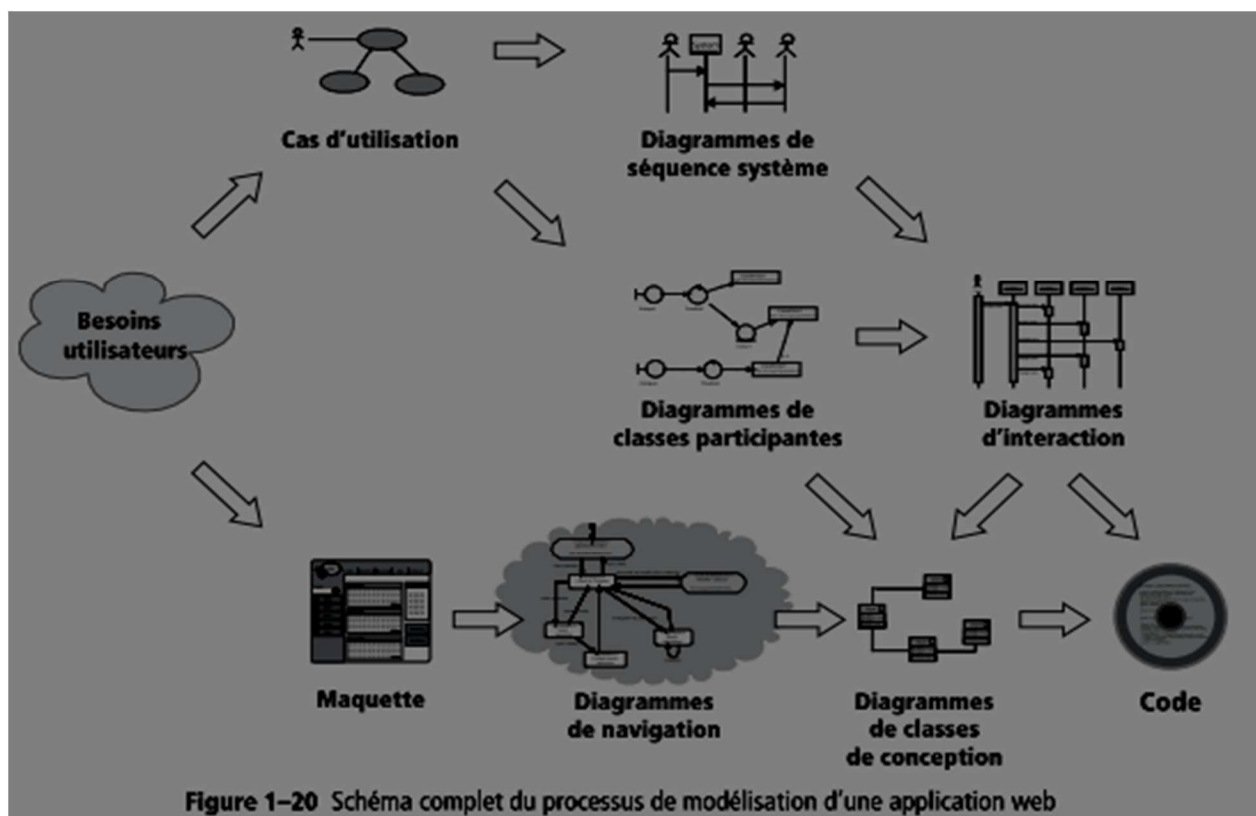 System
Cas d'utilisation
Diagrammes de
séquence système
Besoins
utilisateurs
Diagrammes de
classes participantes
Diagrammes
d'interaction
Maquette
Diagrammes
de navigation
Diagrammes
de classes
de conception
Code
Figure 1–20 Schéma complet du processus de modélisation d'une application web